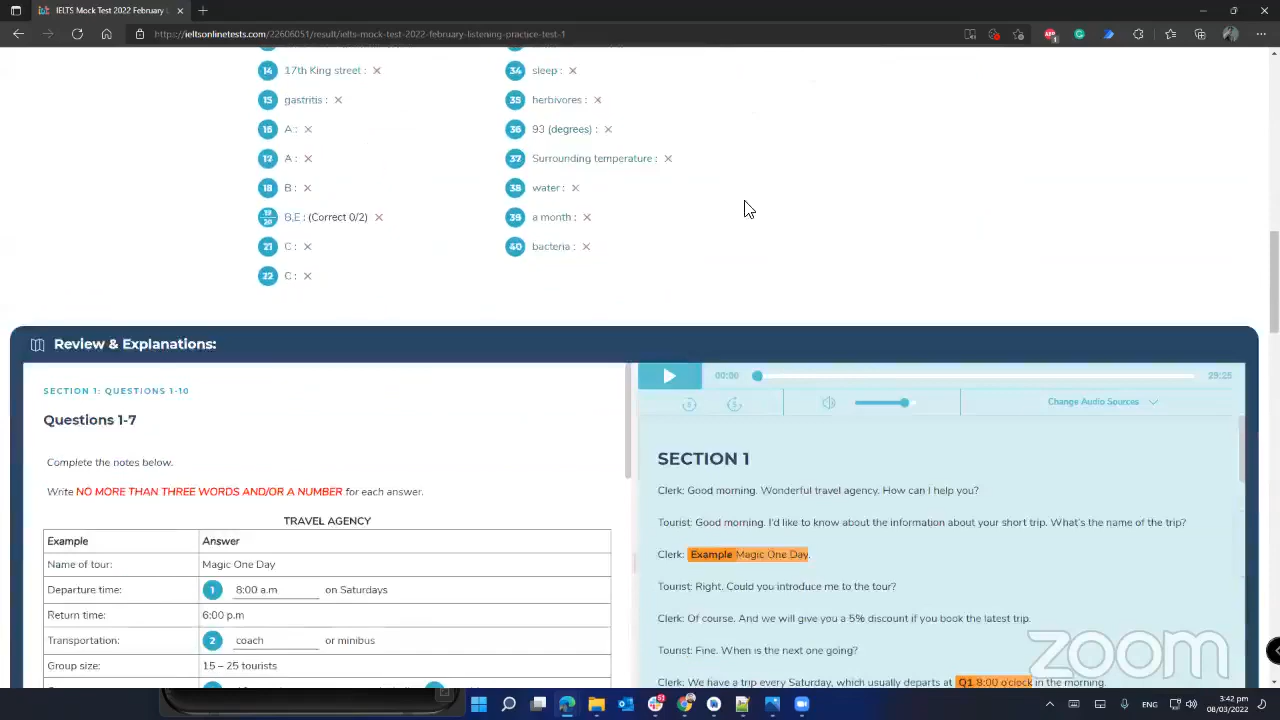 IELTS Mock Test 2022 February
https://ieltsonlinetests.com/22606051/result/ielts-mock-test-2022-february-listening-practice-test-1
14 17th King street : ×
15 gastritis : ×
16 A : ×
17 A : ×
18 B : ×
19 20 B,E : (Correct 0/2) ×
21 C : ×
22 C : ×
34 sleep : ×
35 herbivores : ×
36 93 (degrees) : ×
37 Surrounding temperature : ×
38 water : ×
39 a month : ×
40 bacteria : ×
Review & Explanations:
SECTION 1: QUESTIONS 1-10
Questions 1-7
Complete the notes below.
Write NO MORE THAN THREE WORDS AND/OR A NUMBER for each answer.
TRAVEL AGENCY
Example Answer
Name of tour: Magic One Day
Departure time: 1 8:00 a.m on Saturdays
Return time: 6:00 p.m
Transportation: 2 coach or minibus
Group size: 15 – 25 tourists
00:00 29:25
Change Audio Sources
SECTION 1
Clerk: Good morning. Wonderful travel agency. How can I help you?
Tourist: Good morning. I'd like to know about the information about your short trip. What's the name of the trip?
Clerk: Example Magic One Day.
Tourist: Right. Could you introduce me to the tour?
Clerk: Of course. And we will give you a 5% discount if you book the latest trip.
Tourist: Fine. When is the next one going?
Clerk: We have a trip every Saturday, which usually departs at Q1 8:00 o'clock in the morning.
zoom
English
3:42 pm
08/03/2022